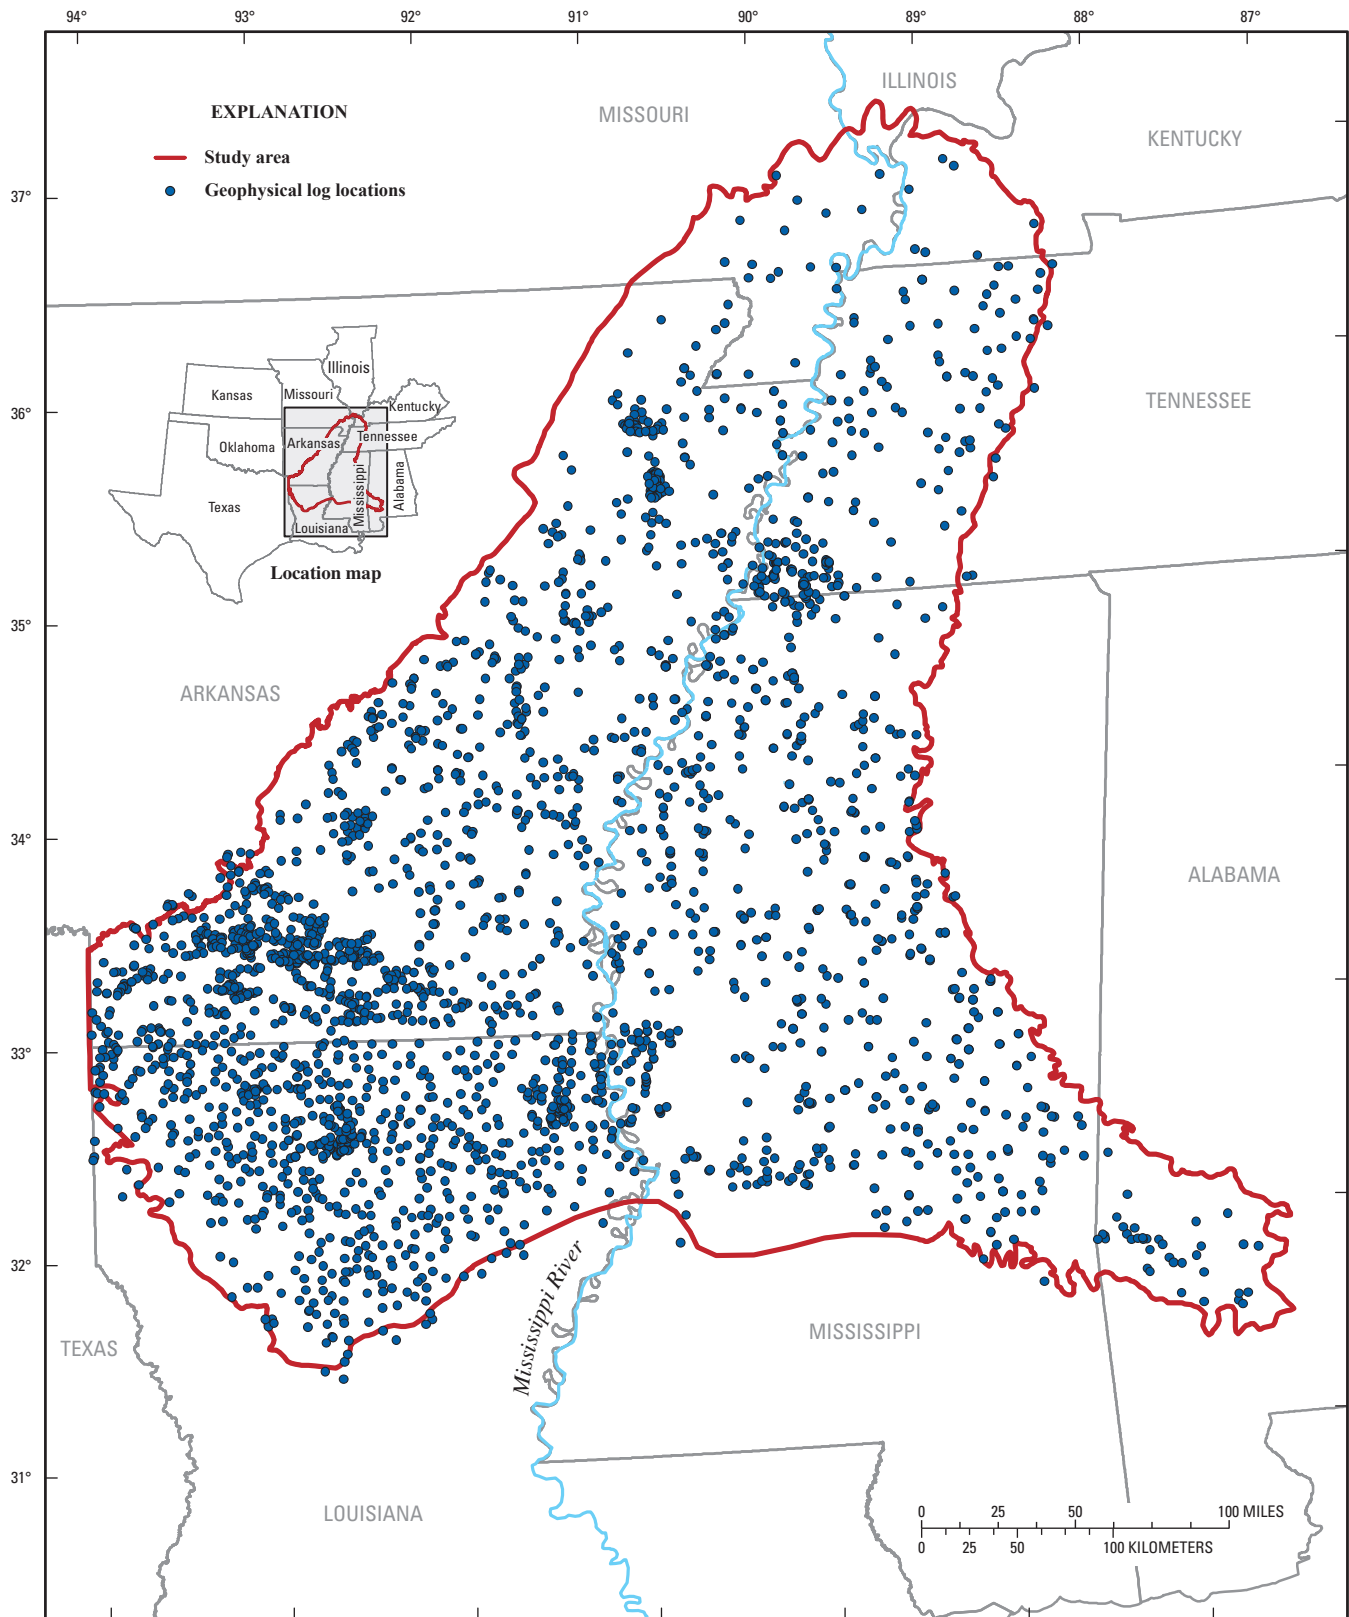 94° 93° 92° 91° 90° 89° 88° 87°
ILLINOIS
EXPLANATION
MISSOURI
KENTUCKY
Study area
Geophysical log locations
37°
Illinois
Kansas
Missouri
Kentucky
TENNESSEE
36°
Arkansas
Tennessee
Oklahoma
Alabama
Mississippi
Texas
Louisiana
Location map
35°
ARKANSAS
34°
ALABAMA
33°
32°
Mississippi River
MISSISSIPPI
TEXAS
31°
LOUISIANA
0 25 50 100 MILES
0 25 50 100 KILOMETERS